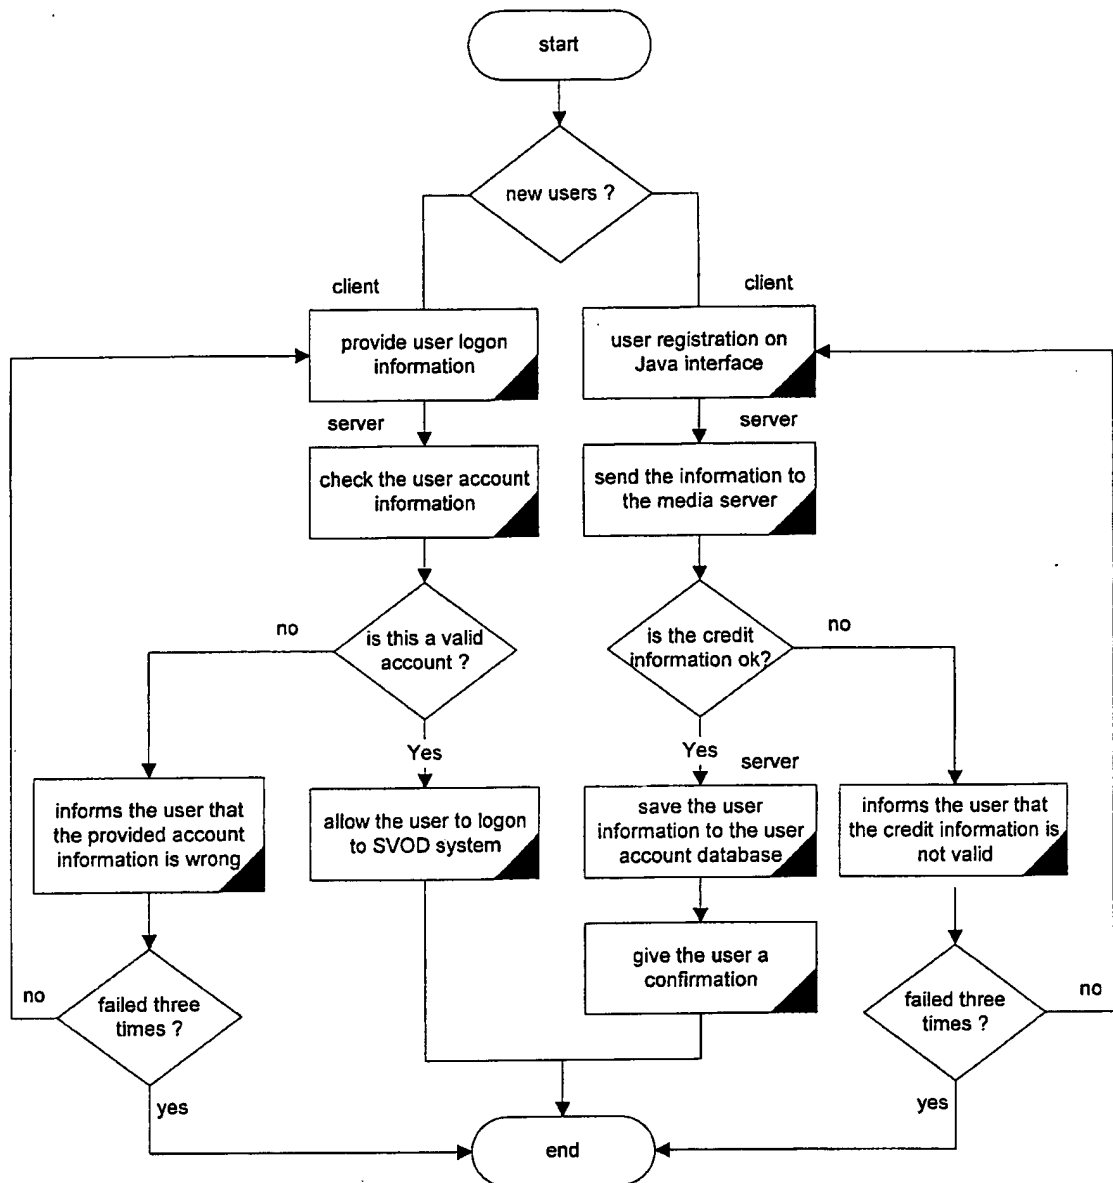 start
new users ?
client
client
provide user logon
information
user registration on
Java interface
server
server
check the user account
information
send the information to
the media server
no
is this a valid
account ?
is the credit
information ok?
no
Yes
Yes
server
informs the user that
the provided account
information is wrong
allow the user to logon
to SVOD system
save the user
information to the user
account database
informs the user that
the credit information is
not valid
give the user a
confirmation
no
failed three
times ?
failed three
times ?
no
yes
yes
end